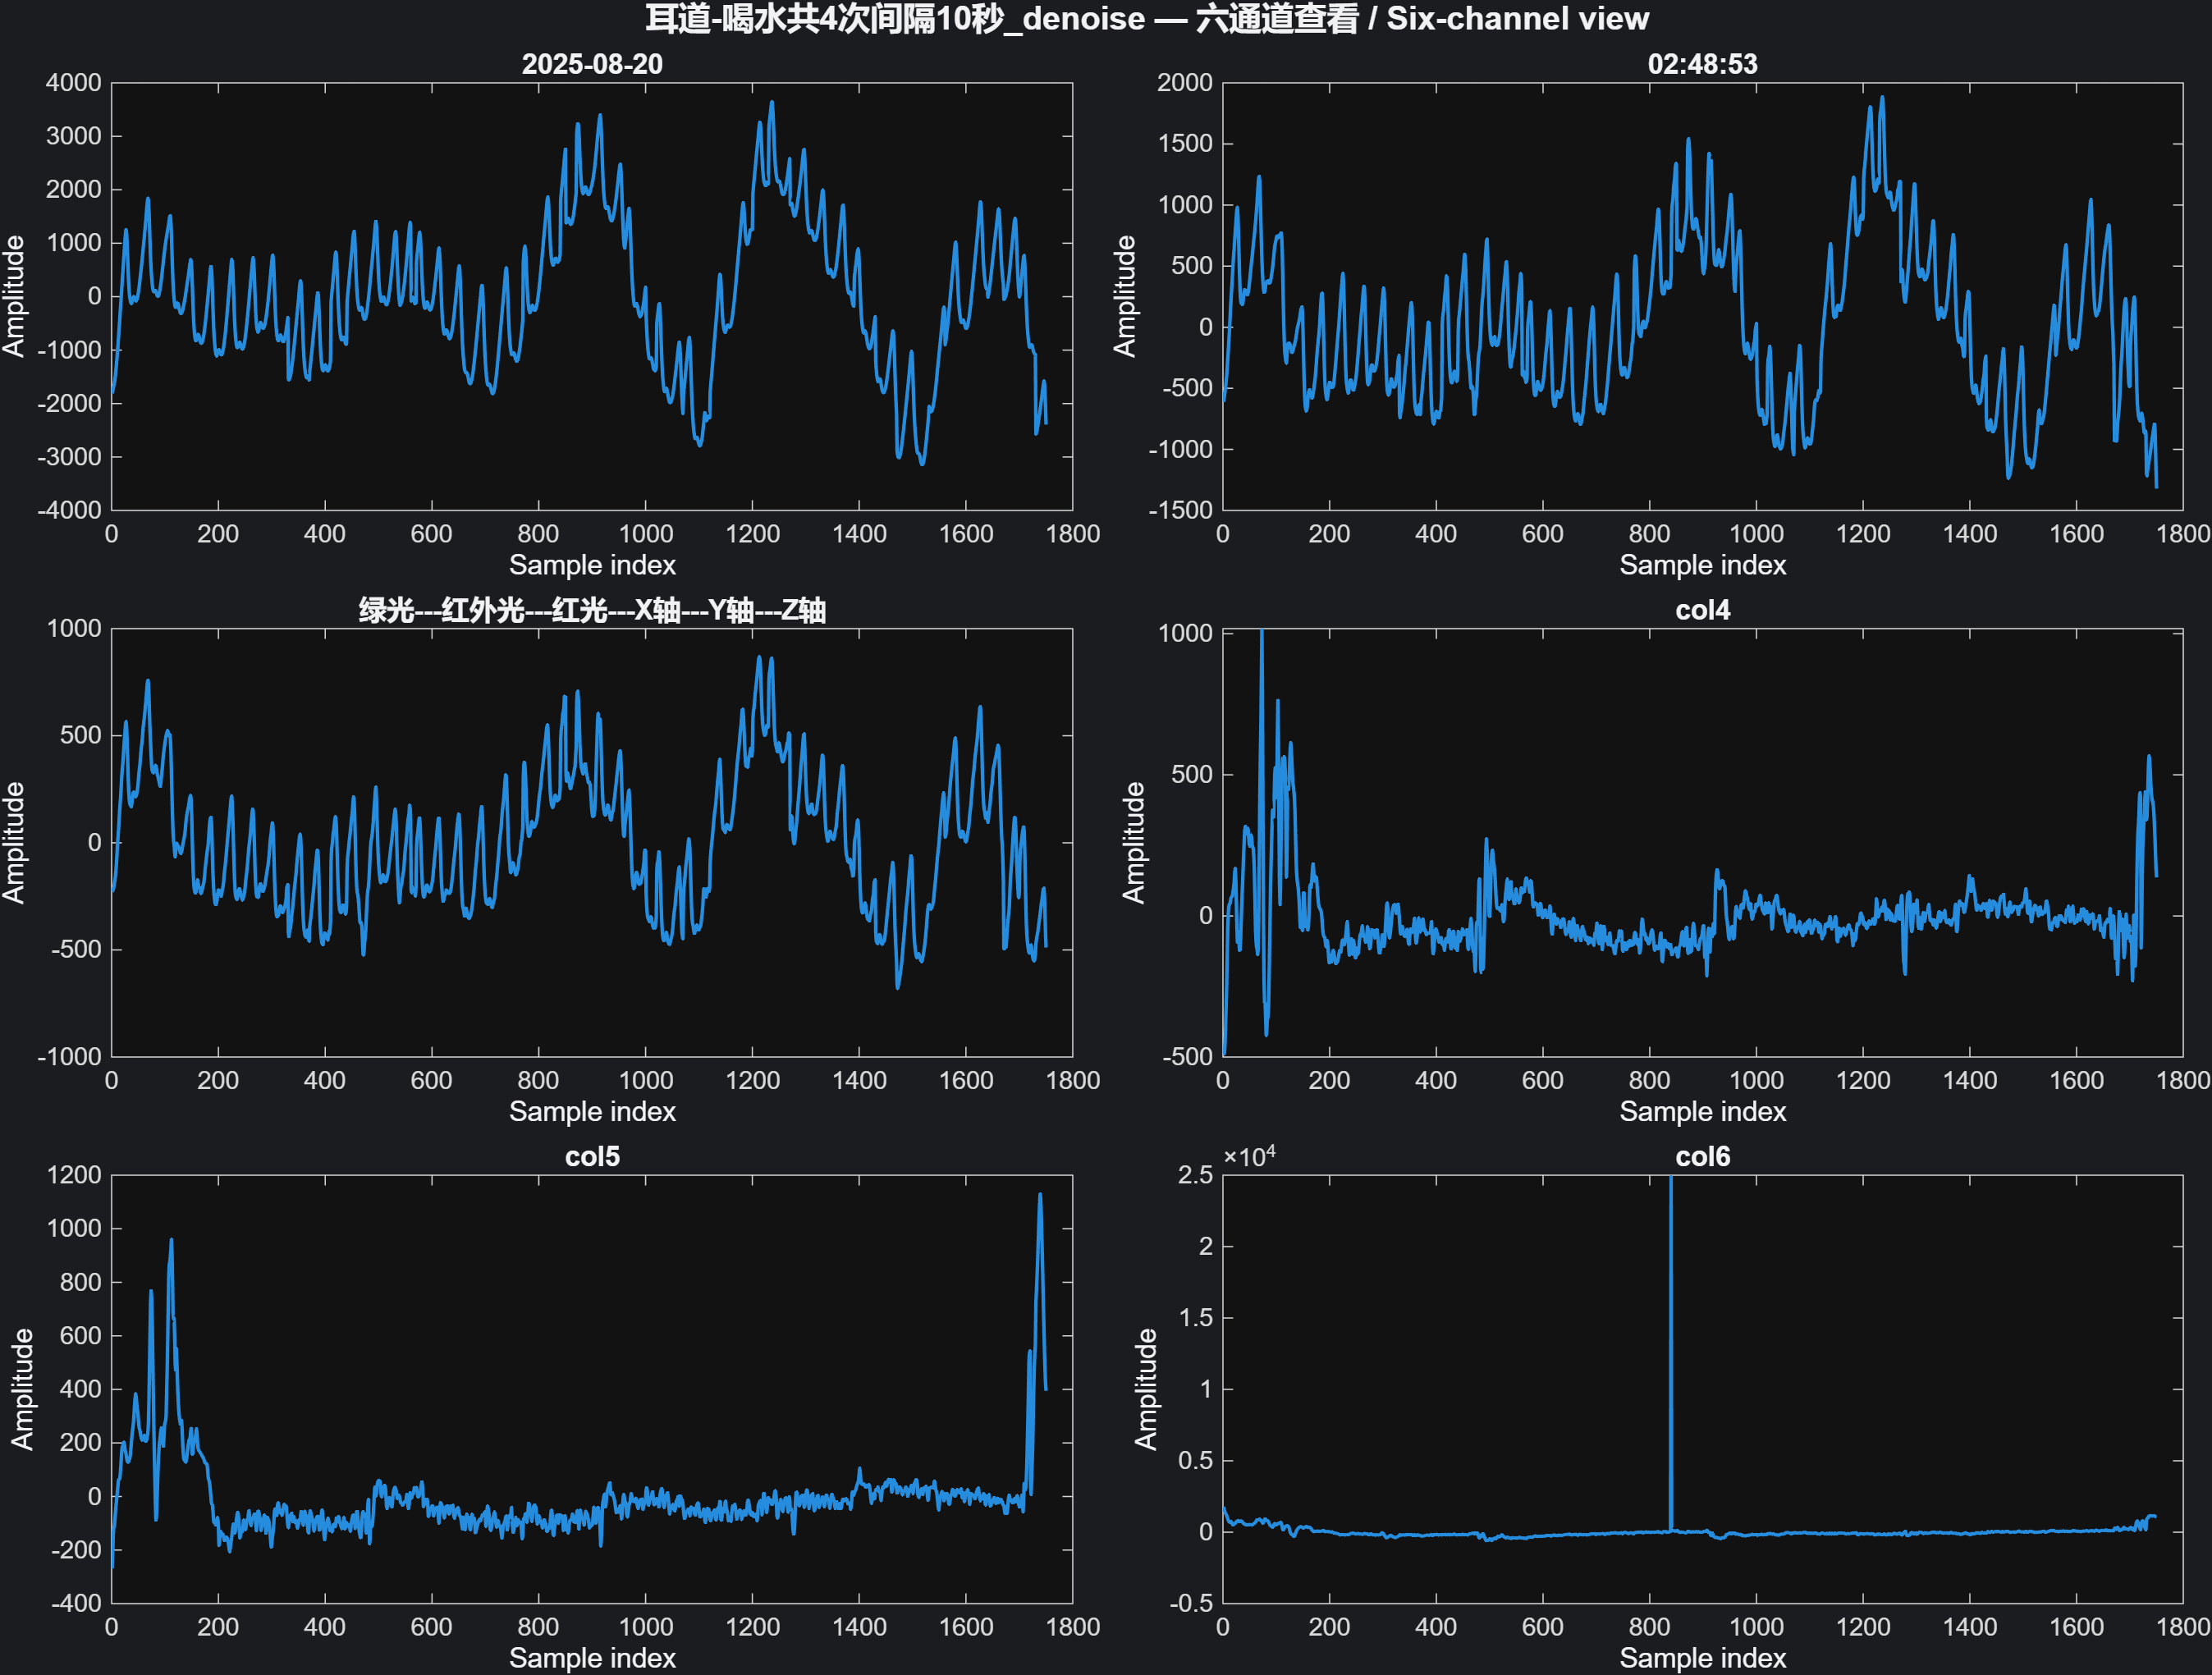 耳道-喝水共4次间隔10秒_denoise — 六通道查看 / Six-channel view
2025-08-20
4000
3000
2000
1000
0
-1000
-2000
-3000
-4000
Amplitude
0 200 400 600 800 1000 1200 1400 1600 1800
Sample index
02:48:53
2000
1500
1000
500
0
-500
-1000
-1500
Amplitude
0 200 400 600 800 1000 1200 1400 1600 1800
Sample index
绿光---红外光---红光---X轴---Y轴---Z轴
1000
500
0
-500
-1000
Amplitude
0 200 400 600 800 1000 1200 1400 1600 1800
Sample index
col4
1000
500
0
-500
Amplitude
0 200 400 600 800 1000 1200 1400 1600 1800
Sample index
col5
1200
1000
800
600
400
200
0
-200
-400
Amplitude
0 200 400 600 800 1000 1200 1400 1600 1800
Sample index
col6
×10⁴
2.5
2
1.5
1
0.5
0
-0.5
Amplitude
0 200 400 600 800 1000 1200 1400 1600 1800
Sample index